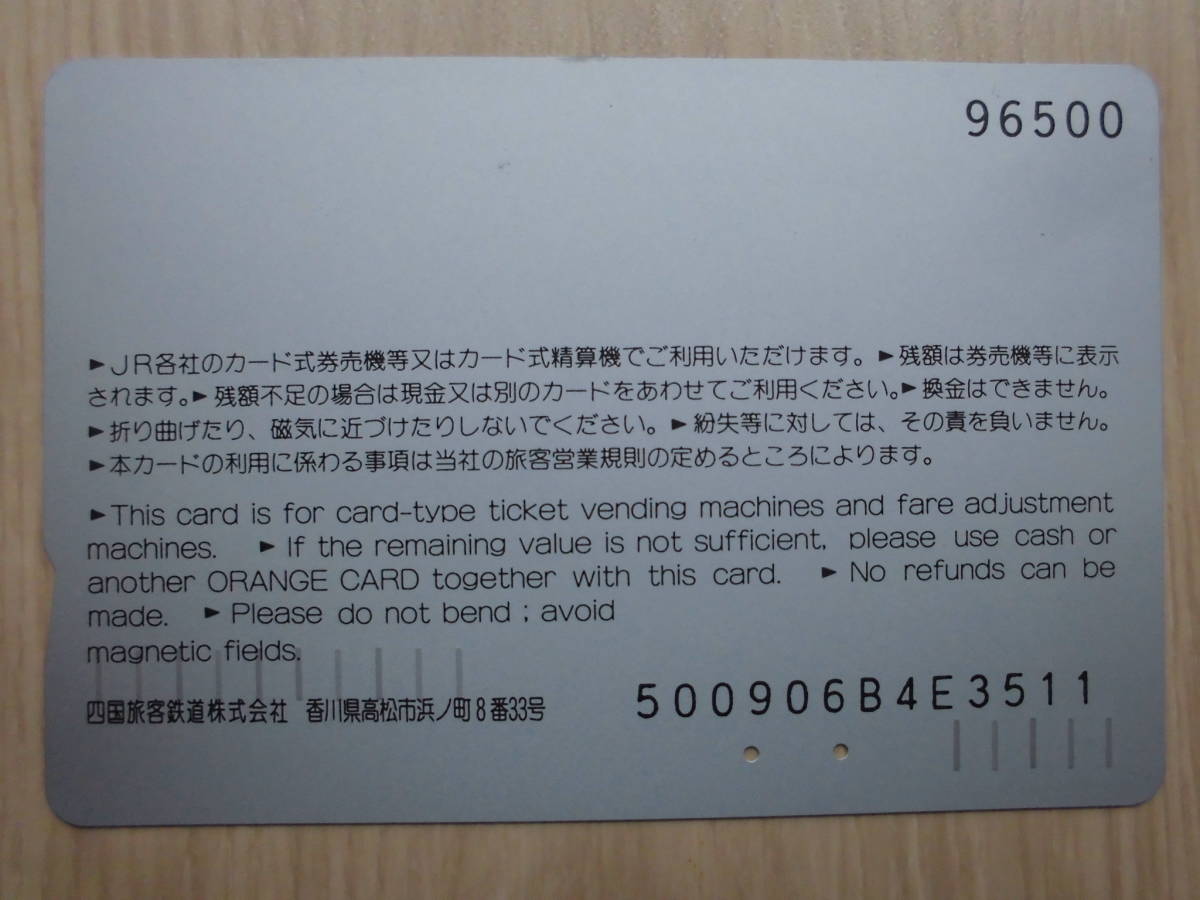 96500
►JR各社のカード式券売機等又はカード式精算機でご利用いただけます。►残額は券売機等に表示
されます。►残額不足の場合は現金又は別のカードをあわせてご利用ください。►換金はできません。
►折り曲げたり、磁気に近づけたりしないでください。►紛失等に対しては、その責を負いません。
►本カードの利用に係わる事項は当社の旅客営業規則の定めるところによります。
►This card is for card-type ticket vending machines and fare adjustment
machines. ►If the remaining value is not sufficient, please use cash or
another ORANGE CARD together with this card. ►No refunds can be
made. ►Please do not bend ; avoid
magnetic fields.
四国旅客鉄道株式会社 香川県高松市浜ノ町8番33号
500906B4E3511